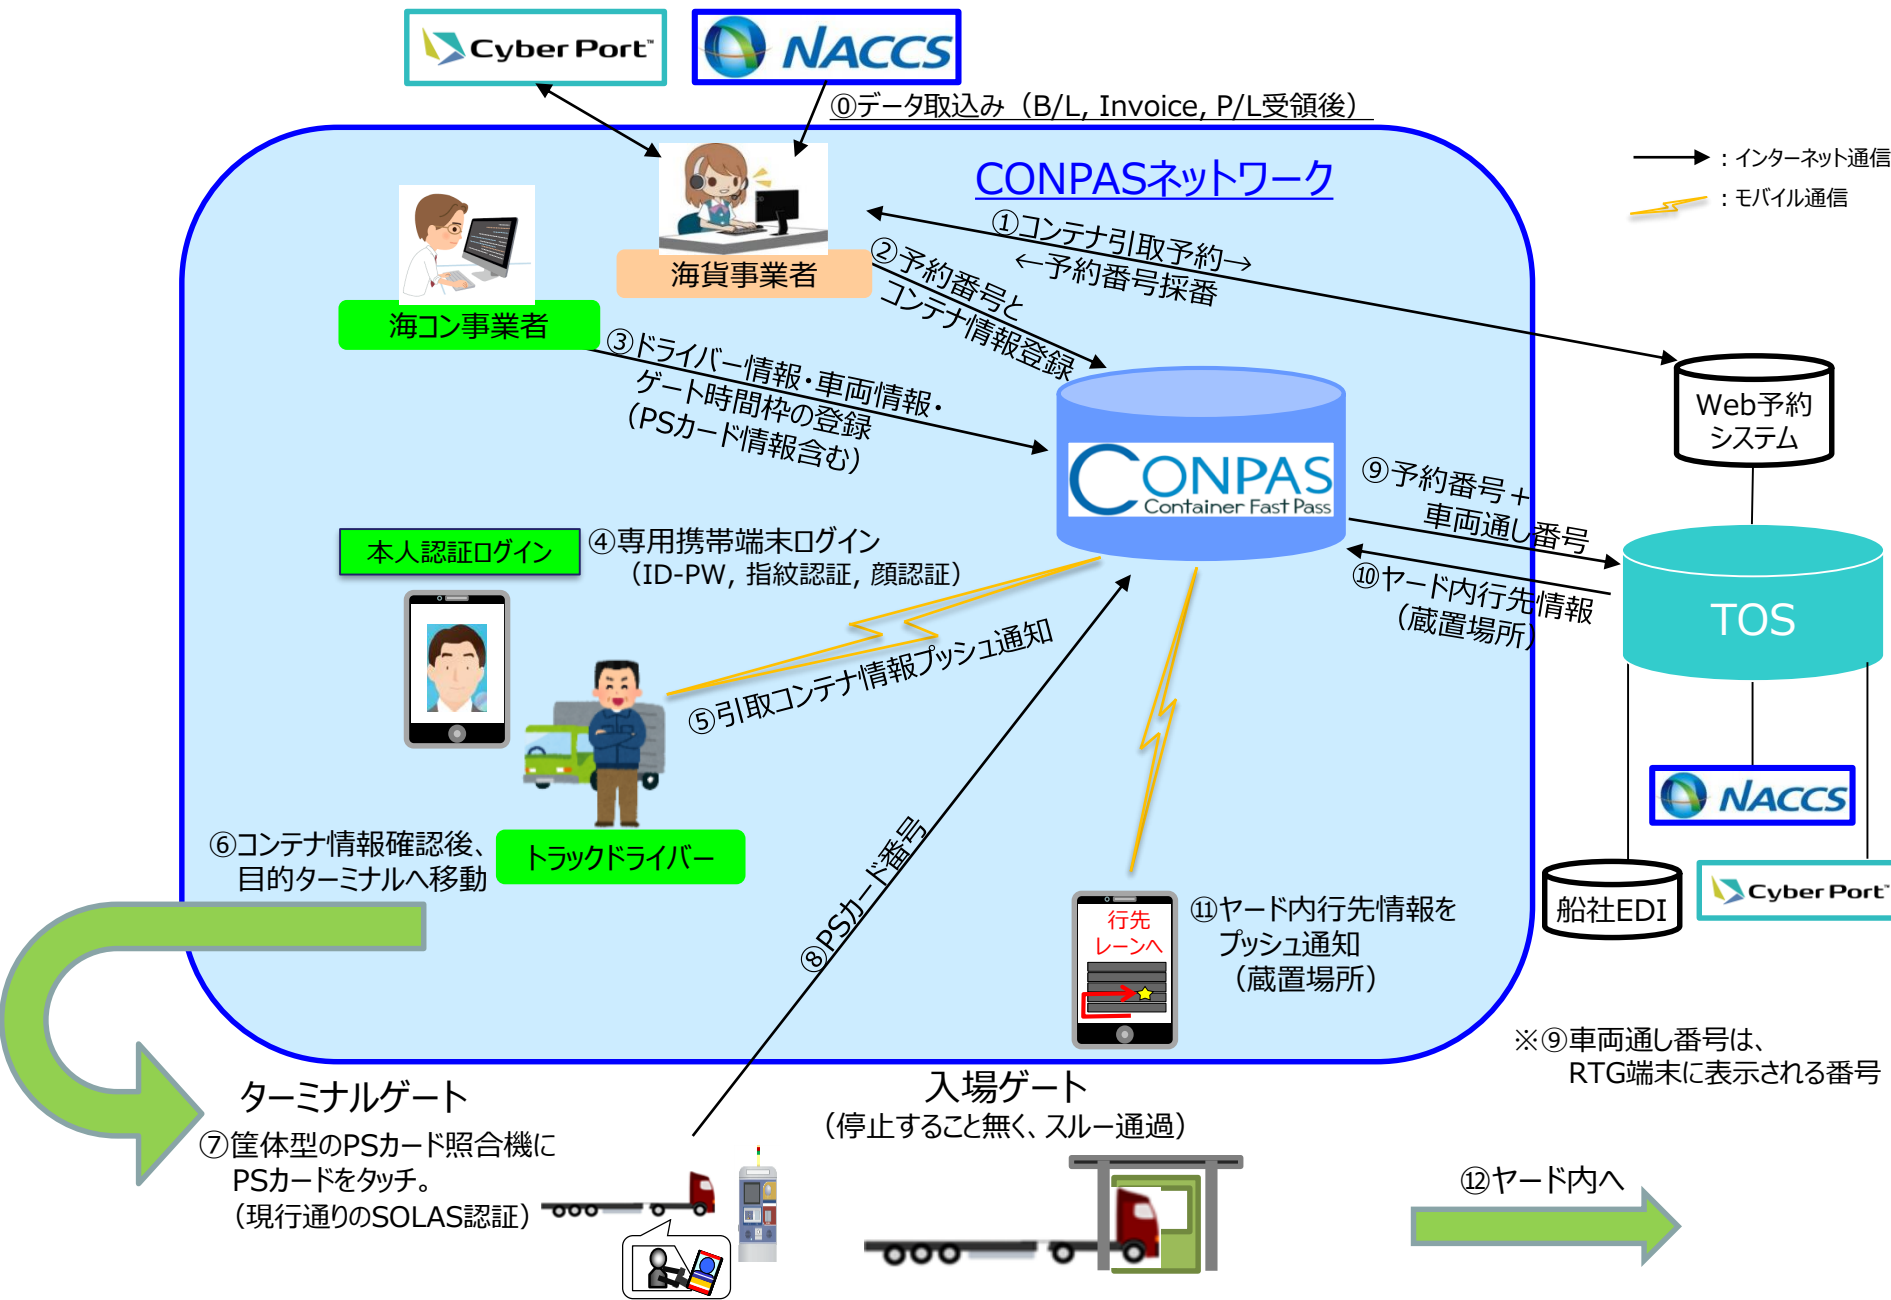 Cyber Port™
NACCS
⓪データ取込み（B/L, Invoice, P/L受領後）
CONPASネットワーク
：インターネット通信
：モバイル通信
海貨事業者
海コン事業者
①コンテナ引取予約→
←予約番号採番
②予約番号と
コンテナ情報登録
③ドライバー情報・車両情報・
ゲート時間枠の登録
（PSカード情報含む）
CONPAS
Container Fast Pass
Web予約
システム
⑨予約番号＋
車両通し番号
⑩ヤード内行先情報
（蔵置場所）
TOS
本人認証ログイン
④専用携帯端末ログイン
（ID-PW, 指紋認証, 顔認証）
⑤引取コンテナ情報プッシュ通知
NACCS
船社EDI
Cyber Port™
⑥コンテナ情報確認後、
目的ターミナルへ移動
トラックドライバー
⑧PSカード番号
行先
レーンへ
⑪ヤード内行先情報を
プッシュ通知
（蔵置場所）
※⑨車両通し番号は、
RTG端末に表示される番号
ターミナルゲート
⑦筐体型のPSカード照合機に
PSカードをタッチ。
（現行通りのSOLAS認証）
入場ゲート
（停止すること無く、スルー通過）
⑫ヤード内へ